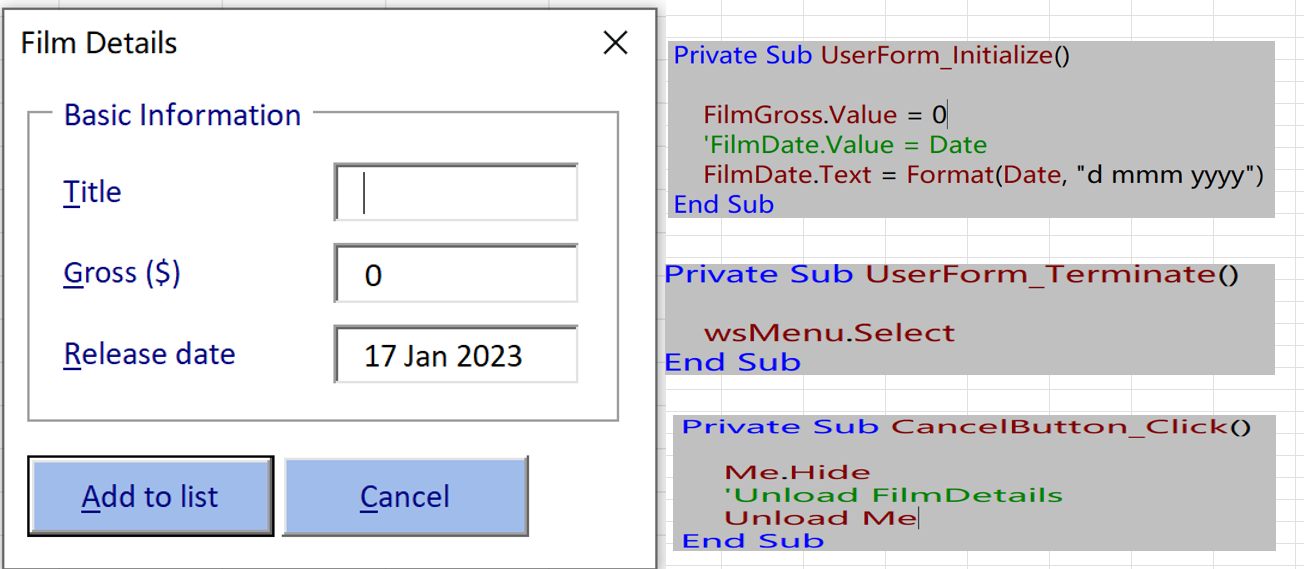 Film Details
Basic Information
Title
Gross ($)
0
Release date
17 Jan 2023
Add to list
Cancel
Private Sub UserForm_Initialize()
FilmGross.Value = 0
'FilmDate.Value = Date
FilmDate.Text = Format(Date, "d mmm yyyy")
End Sub
Private Sub UserForm_Terminate()
wsMenu.Select
End Sub
Private Sub CancelButton_Click()
Me.Hide
'Unload FilmDetails
Unload Me
End Sub